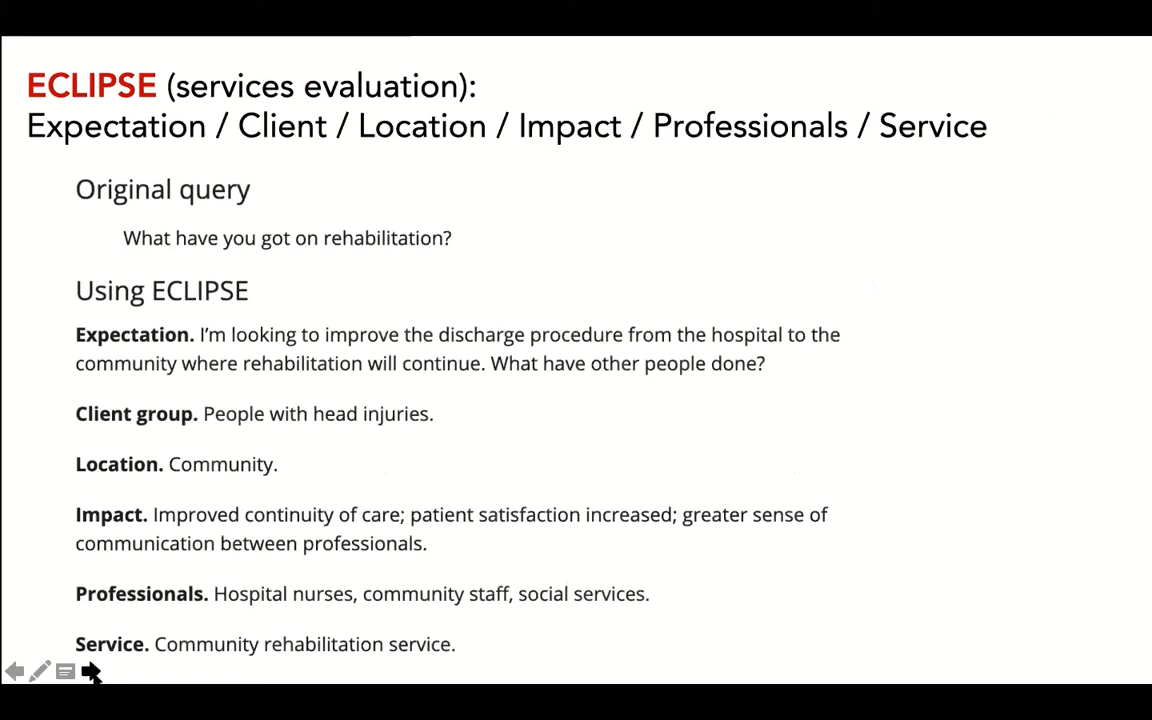 ECLIPSE (services evaluation):
Expectation / Client / Location / Impact / Professionals / Service
Original query
What have you got on rehabilitation?
Using ECLIPSE
Expectation. I’m looking to improve the discharge procedure from the hospital to the
community where rehabilitation will continue. What have other people done?
Client group. People with head injuries.
Location. Community.
Impact. Improved continuity of care; patient satisfaction increased; greater sense of
communication between professionals.
Professionals. Hospital nurses, community staff, social services.
Service. Community rehabilitation service.